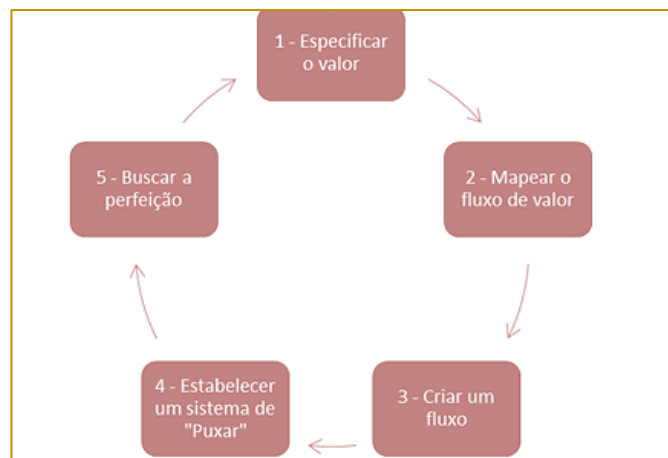 1 - Especificar
o valor
2 - Mapear o
fluxo de valor
3 - Criar um
fluxo
4 - Estabelecer
um sistema de
"Puxar"
5 - Buscar a
perfeição